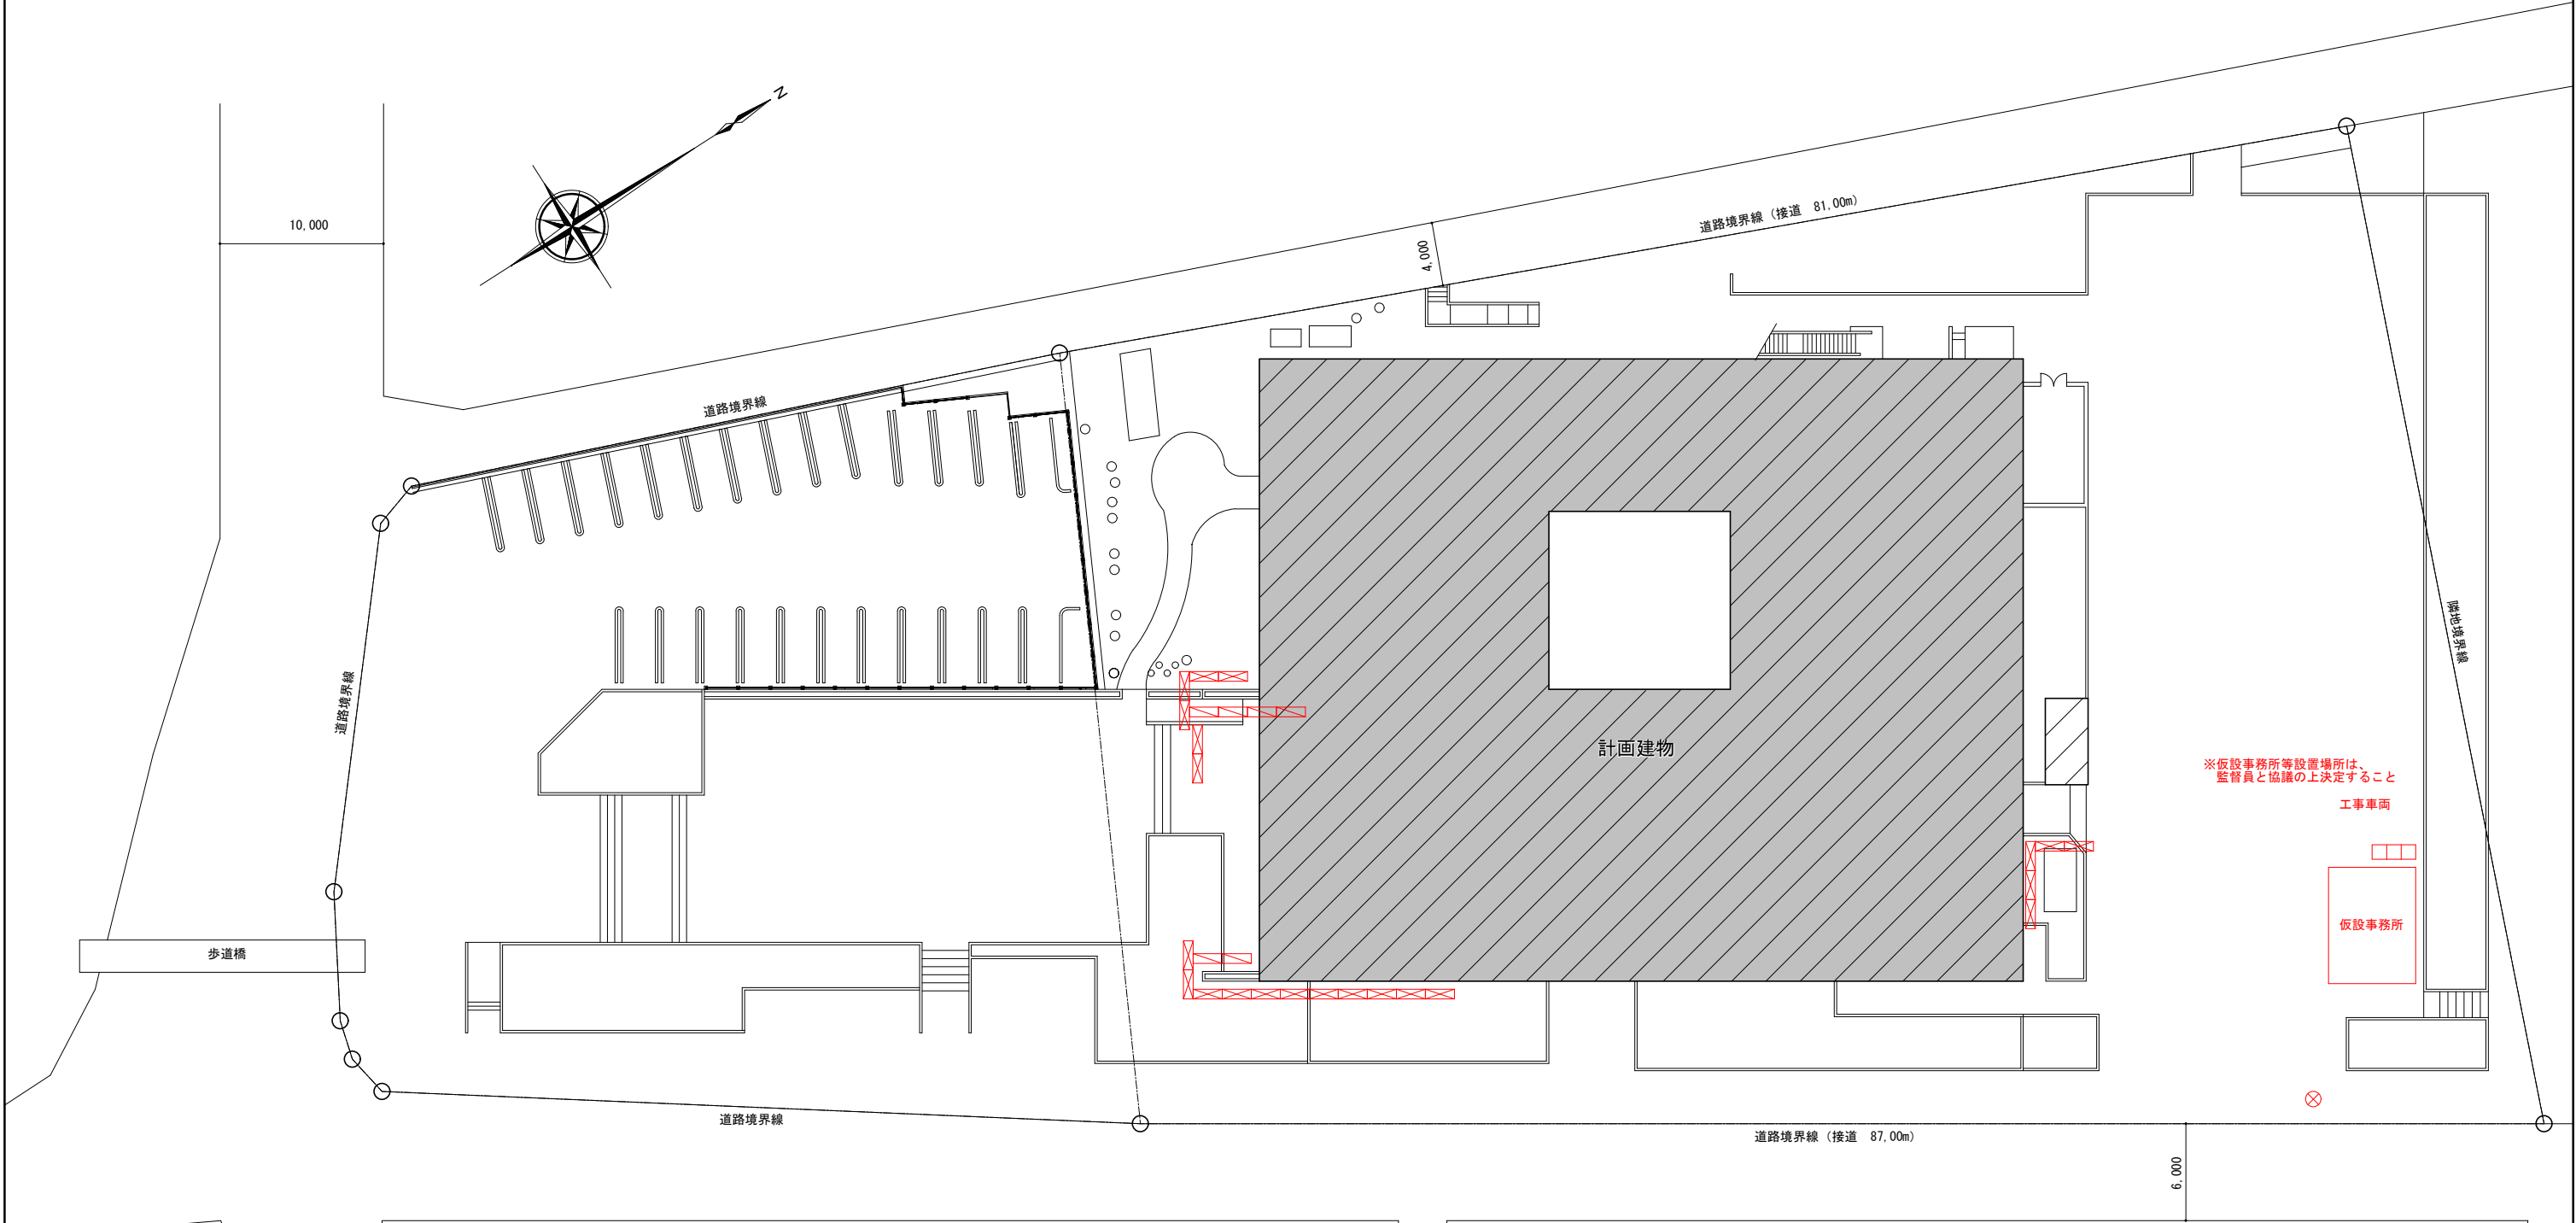 N
10,000
道路境界線（接道　81.00m）
4,000
道路境界線
道路境界線
隣地境界線
計画建物
※仮設事務所等設置場所は、
監督員と協議の上決定すること
工事車両
仮設事務所
歩道橋
道路境界線
道路境界線（接道　87.00m）
6,000